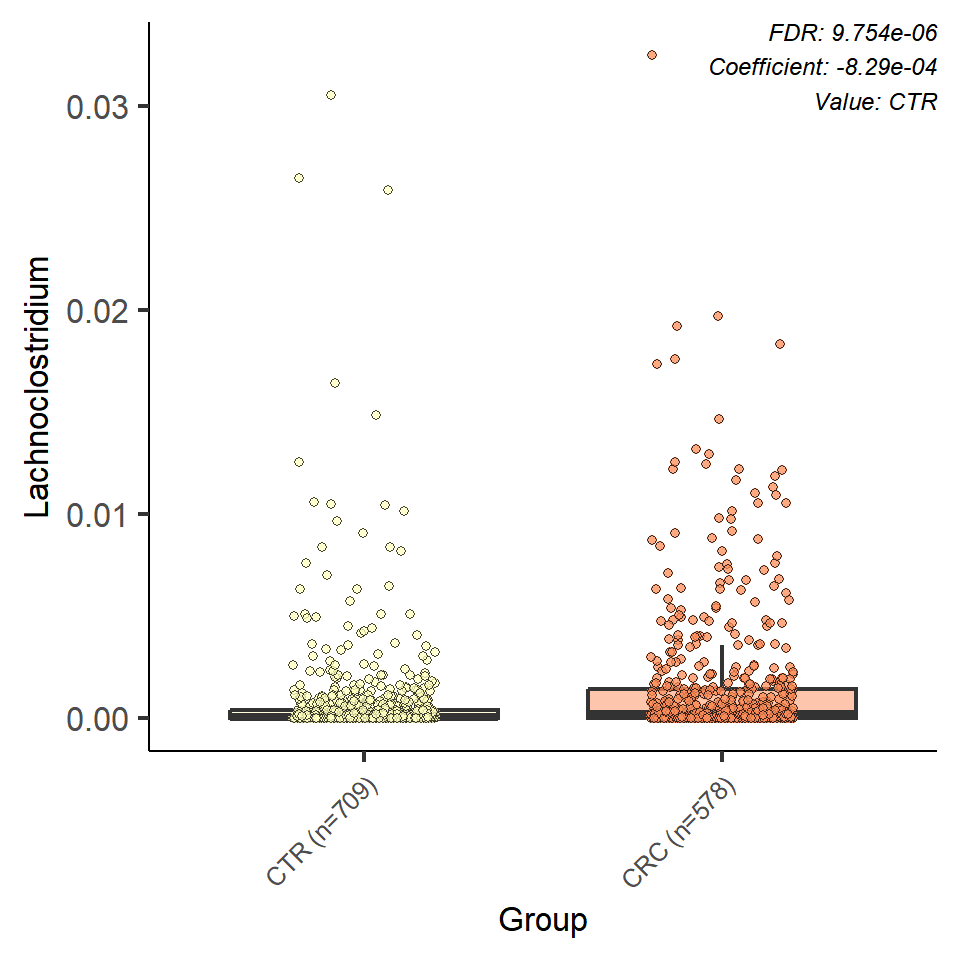 FDR: 9.754e-06
Coefficient: -8.29e-04
Value: CTR
Lachnoclostridium
0.03
0.02
0.01
0.00
CTR (n=709)
CRC (n=578)
Group